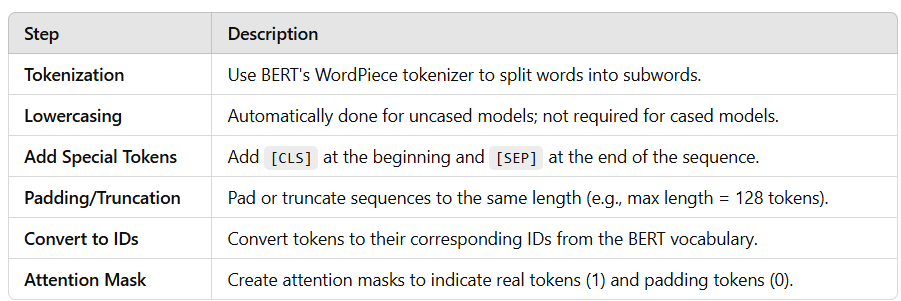 Step Description
Tokenization Use BERT's WordPiece tokenizer to split words into subwords.
Lowercasing Automatically done for uncased models; not required for cased models.
Add Special Tokens Add [CLS] at the beginning and [SEP] at the end of the sequence.
Padding/Truncation Pad or truncate sequences to the same length (e.g., max length = 128 tokens).
Convert to IDs Convert tokens to their corresponding IDs from the BERT vocabulary.
Attention Mask Create attention masks to indicate real tokens (1) and padding tokens (0).